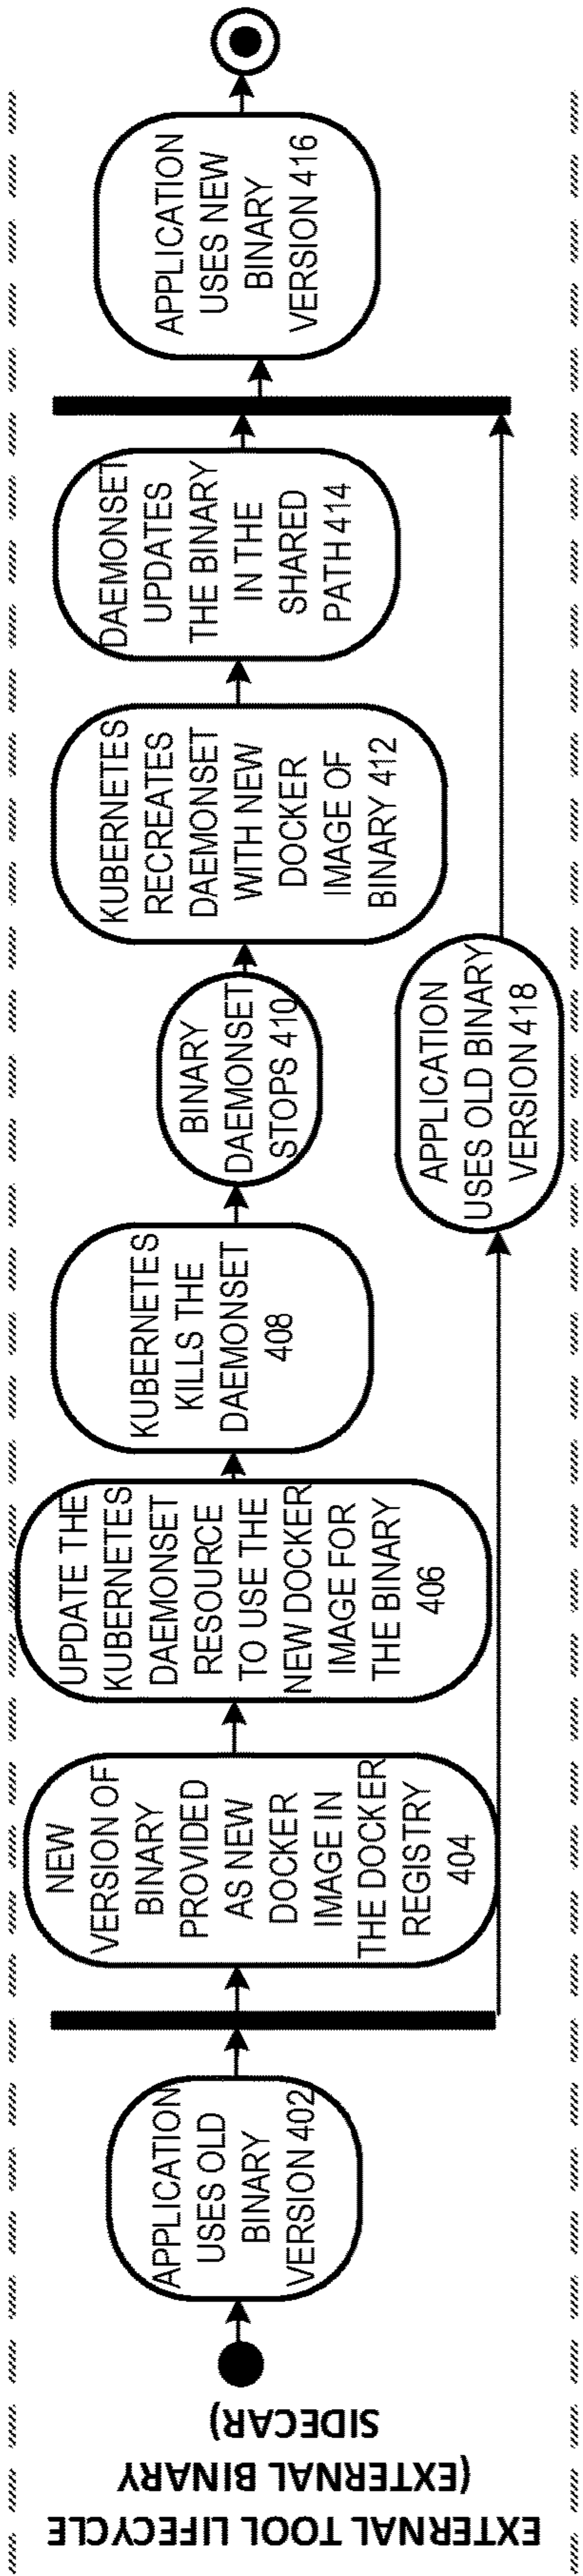 EXTERNAL TOOL LIFECYCLE
(EXTERNAL BINARY
SIDECAR)
APPLICATION
USES OLD
BINARY
VERSION 402
NEW
VERSION OF
BINARY
PROVIDED
AS NEW
DOCKER
IMAGE IN
THE DOCKER
REGISTRY
404
UPDATE THE
KUBERNETES
DAEMONSET
RESOURCE
TO USE THE
NEW DOCKER
IMAGE FOR
THE BINARY
406
KUBERNETES
KILLS THE
DAEMONSET
408
BINARY
DAEMONSET
STOPS 410
KUBERNETES
RECREATES
DAEMONSET
WITH NEW
DOCKER
IMAGE OF
BINARY 412
DAEMONSET
UPDATES
THE BINARY
IN THE
SHARED
PATH 414
APPLICATION
USES NEW
BINARY
VERSION 416
APPLICATION
USES OLD BINARY
VERSION 418